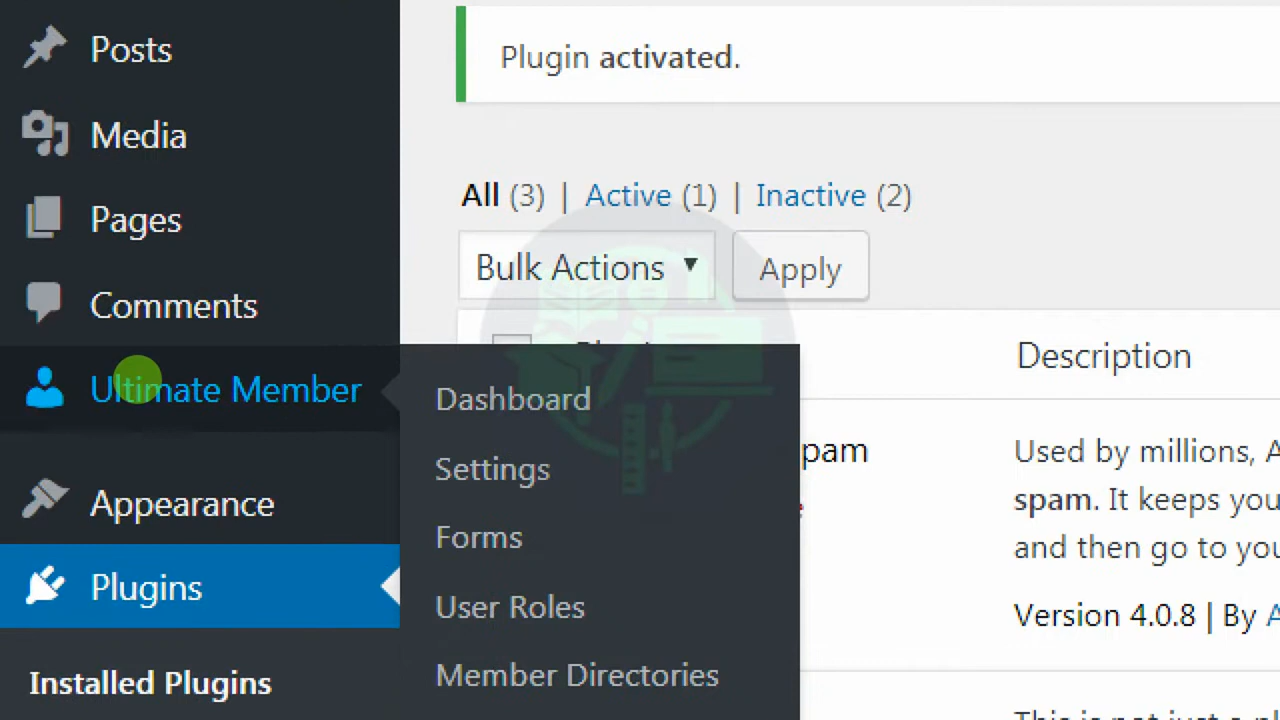 Posts
Media
Pages
Comments
Ultimate Member
Appearance
Plugins
Installed Plugins
Dashboard
Settings
Forms
User Roles
Member Directories
Plugin activated.
All (3) | Active (1) | Inactive (2)
Bulk Actions
Apply
Description
Used by millions, A
spam. It keeps you
and then go to you
Version 4.0.8 | By A